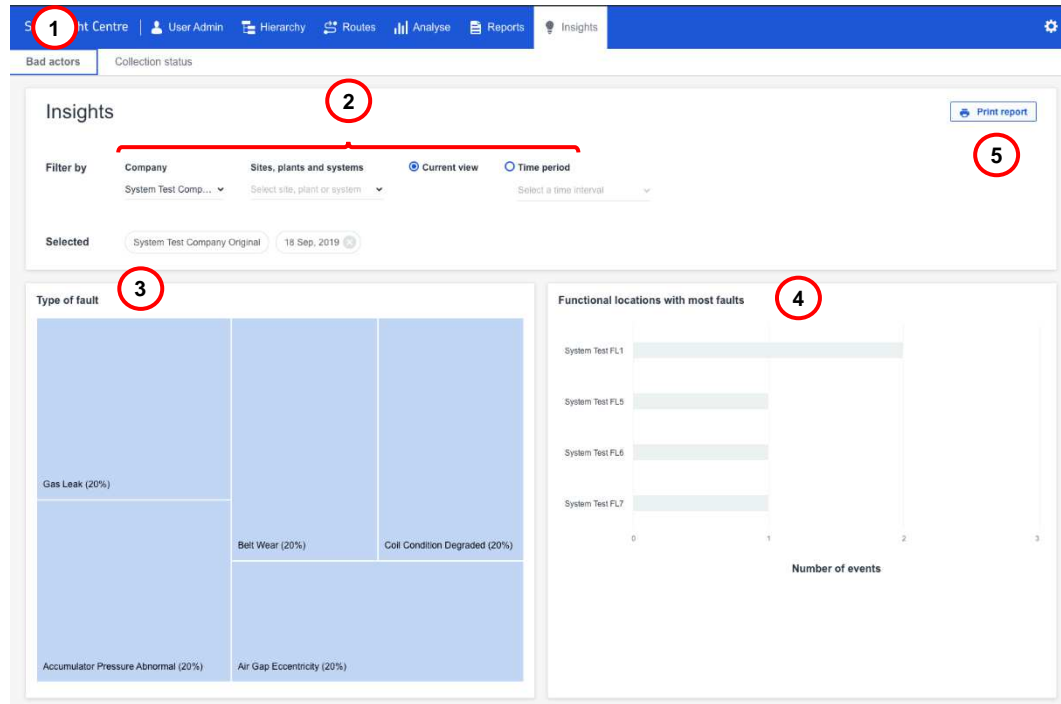 1
ht Centre | User Admin Hierarchy Routes Analyse Reports Insights
Bad actors Collection status
Insights
2
Print report
5
Filter by Company Sites, plants and systems Current view Time period
System Test Comp... Select site, plant or system Select a time interval
Selected System Test Company Original 18 Sep, 2019
3
Type of fault
Gas Leak (20%)
Belt Wear (20%) Coil Condition Degraded (20%)
Accumulator Pressure Abnormal (20%) Air Gap Eccentricity (20%)
4
Functional locations with most faults
System Test FL1
System Test FL5
System Test FL6
System Test FL7
0 1 2 3
Number of events